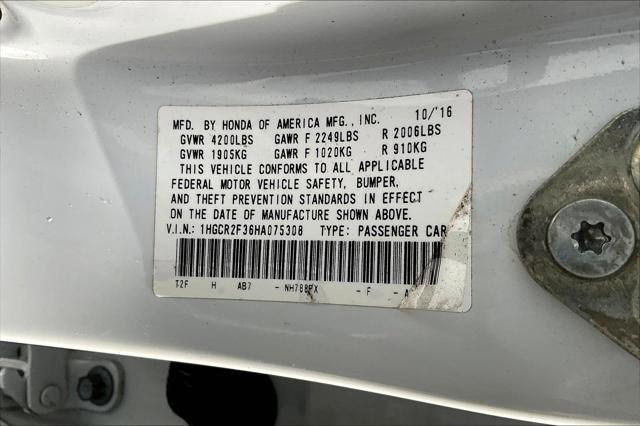 MFD. BY HONDA OF AMERICA MFG., INC. 10/'16
GVWR 4200LBS GAWR F 2249LBS R 2006LBS
GVWR 1905KG GAWR F 1020KG R 910KG
THIS VEHICLE CONFORMS TO ALL APPLICABLE
FEDERAL MOTOR VEHICLE SAFETY, BUMPER,
AND THEFT PREVENTION STANDARDS IN EFFECT
ON THE DATE OF MANUFACTURE SHOWN ABOVE.
V.I.N.: 1HGCR2F36HA075308 TYPE: PASSENGER CAR
T2F H AB7 - -F -A